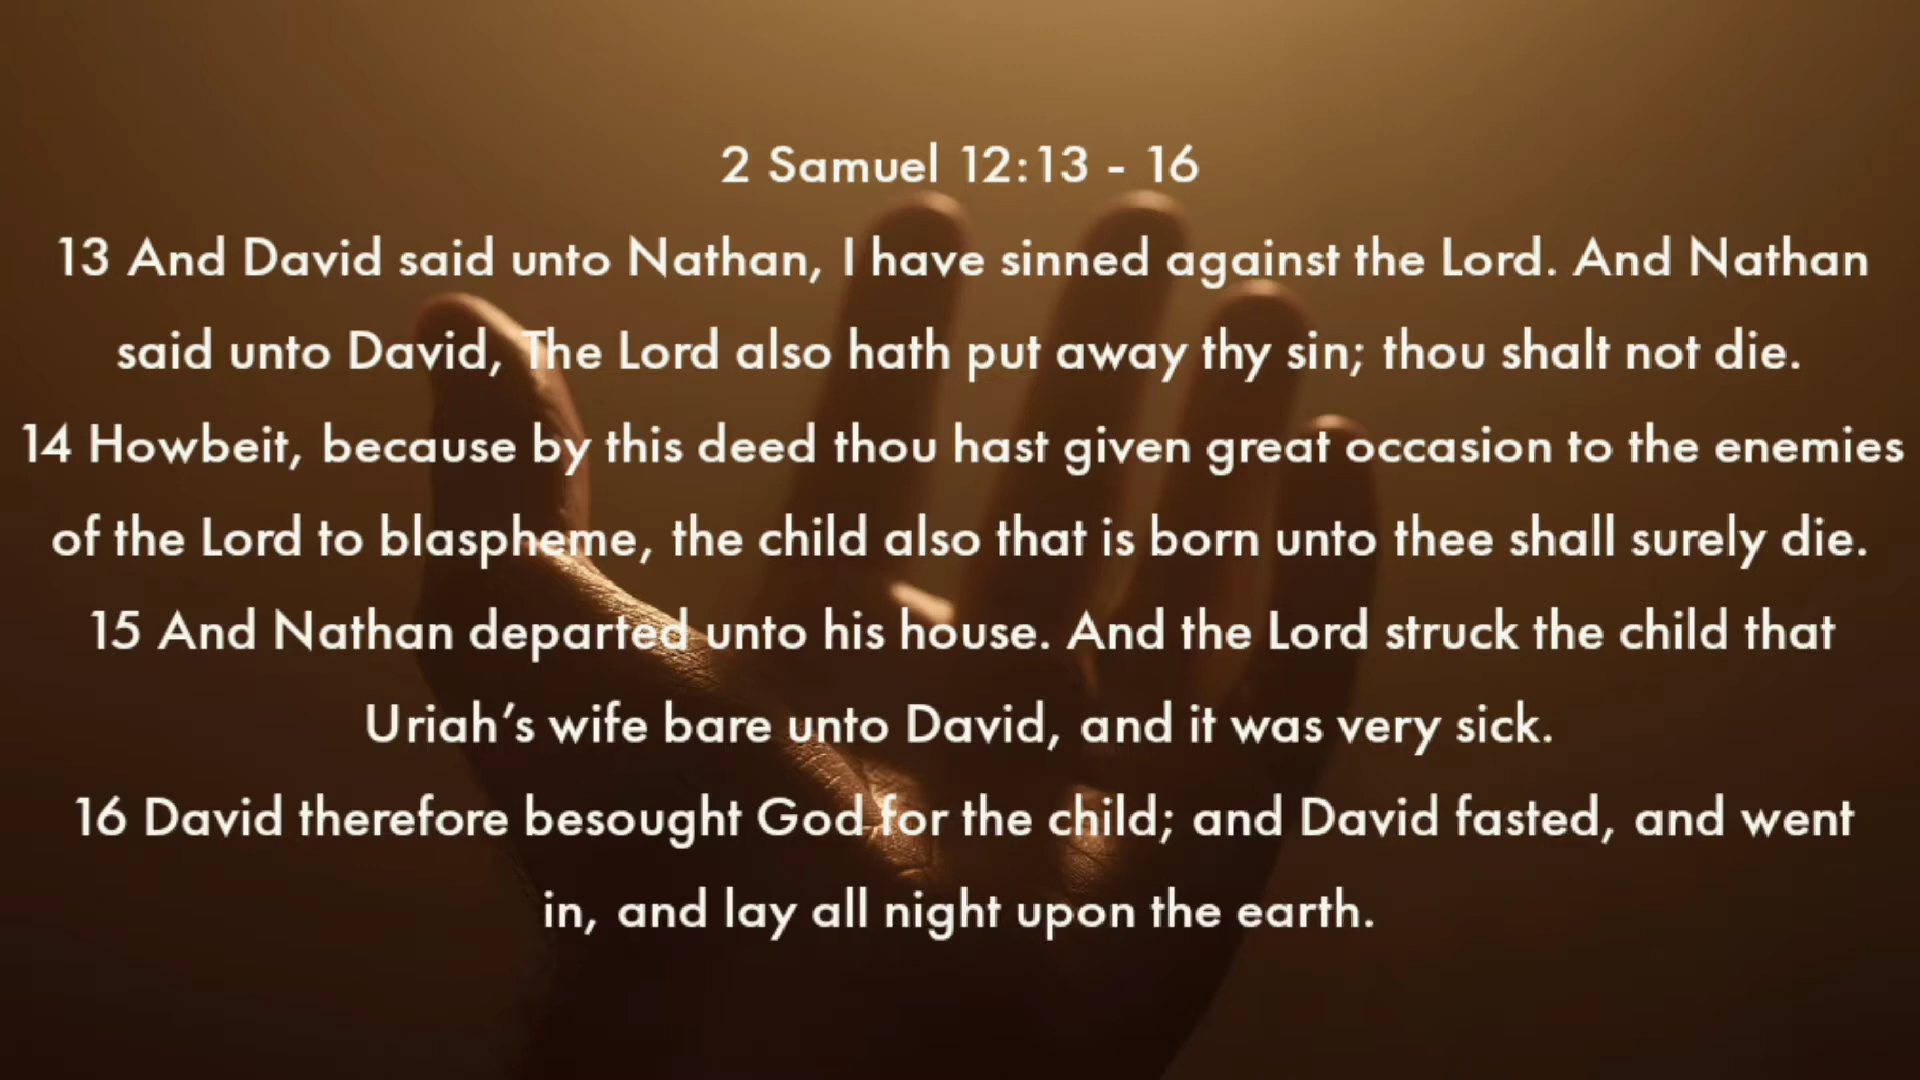 2 Samuel 12:13 - 16
13 And David said unto Nathan, I have sinned against the Lord. And Nathan
said unto David, The Lord also hath put away thy sin; thou shalt not die.
14 Howbeit, because by this deed thou hast given great occasion to the enemies
of the Lord to blaspheme, the child also that is born unto thee shall surely die.
15 And Nathan departed unto his house. And the Lord struck the child that
Uriah’s wife bare unto David, and it was very sick.
16 David therefore besought God for the child; and David fasted, and went
in, and lay all night upon the earth.